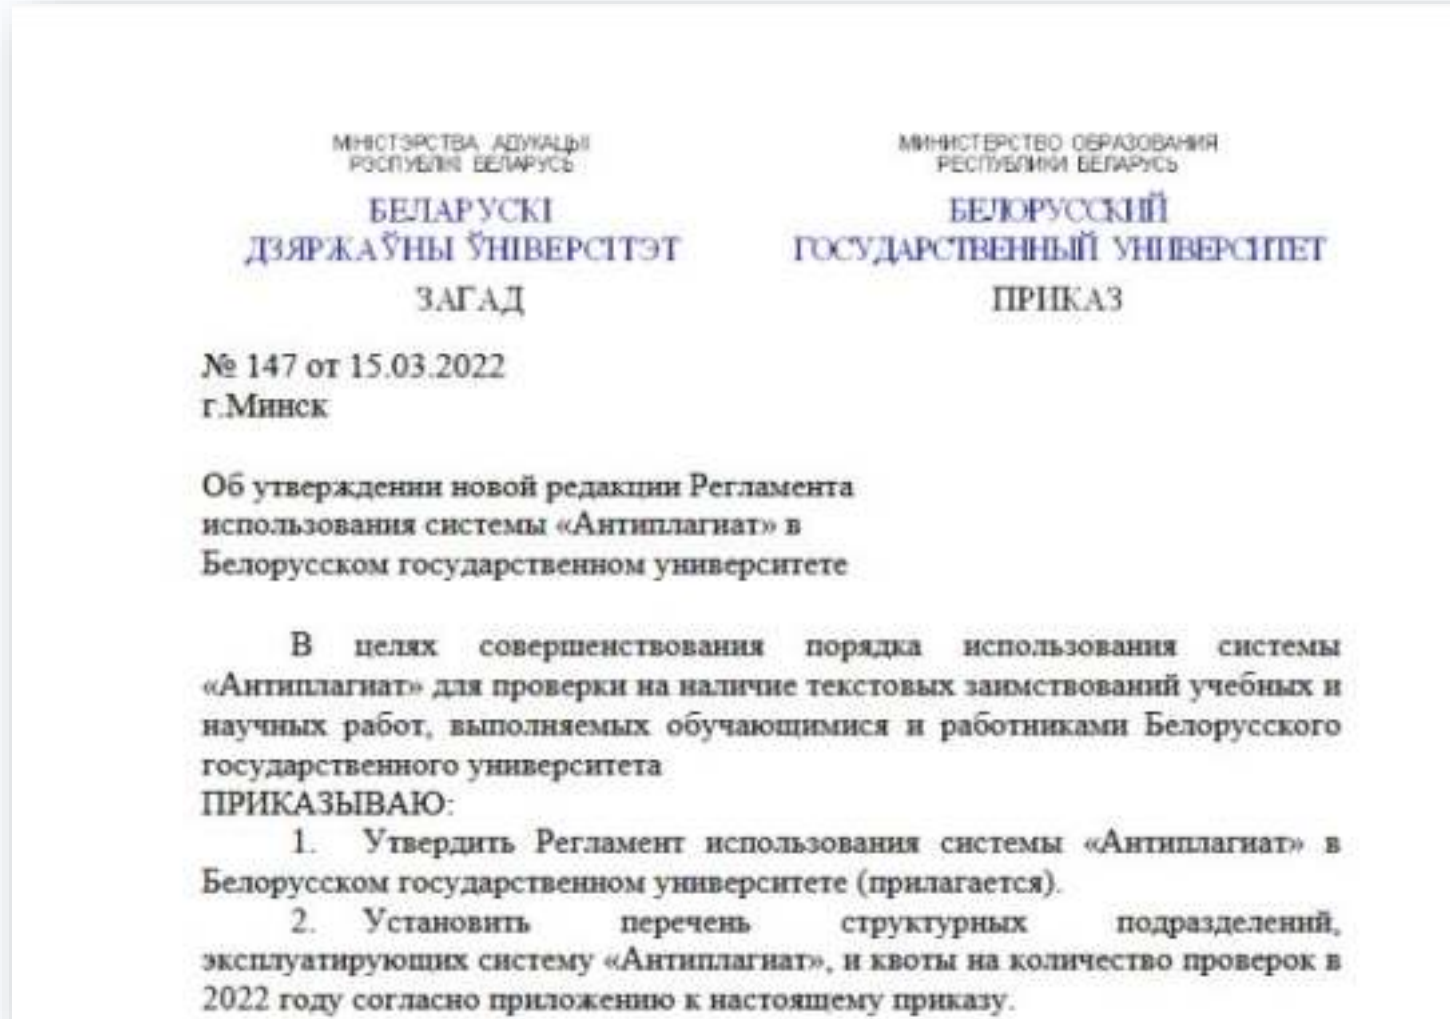 МІНІСТЭРСТВА АДУКАЦЫІ
РЭСПУБЛІКІ БЕЛАРУСЬ
БЕЛАРУСКІ
ДЗЯРЖАЎНЫ ЎНІВЕРСІТЭТ
ЗАГАД
МИНИСТЕРСТВО ОБРАЗОВАНИЯ
РЕСПУБЛИКИ БЕЛАРУСЬ
БЕЛОРУССКИЙ
ГОСУДАРСТВЕННЫЙ УНИВЕРСИТЕТ
ПРИКАЗ
№ 147 от 15.03.2022
г.Минск
Об утверждении новой редакции Регламента
использования системы «Антиплагиат» в
Белорусском государственном университете
В целях совершенствования порядка использования системы
«Антиплагиат» для проверки на наличие текстовых заимствований учебных и
научных работ, выполняемых обучающимися и работниками Белорусского
государственного университета
ПРИКАЗЫВАЮ:
1. Утвердить Регламент использования системы «Антиплагиат» в
Белорусском государственном университете (прилагается).
2. Установить перечень структурных подразделений,
эксплуатирующих систему «Антиплагиат», и квоты на количество проверок в
2022 году согласно приложению к настоящему приказу.